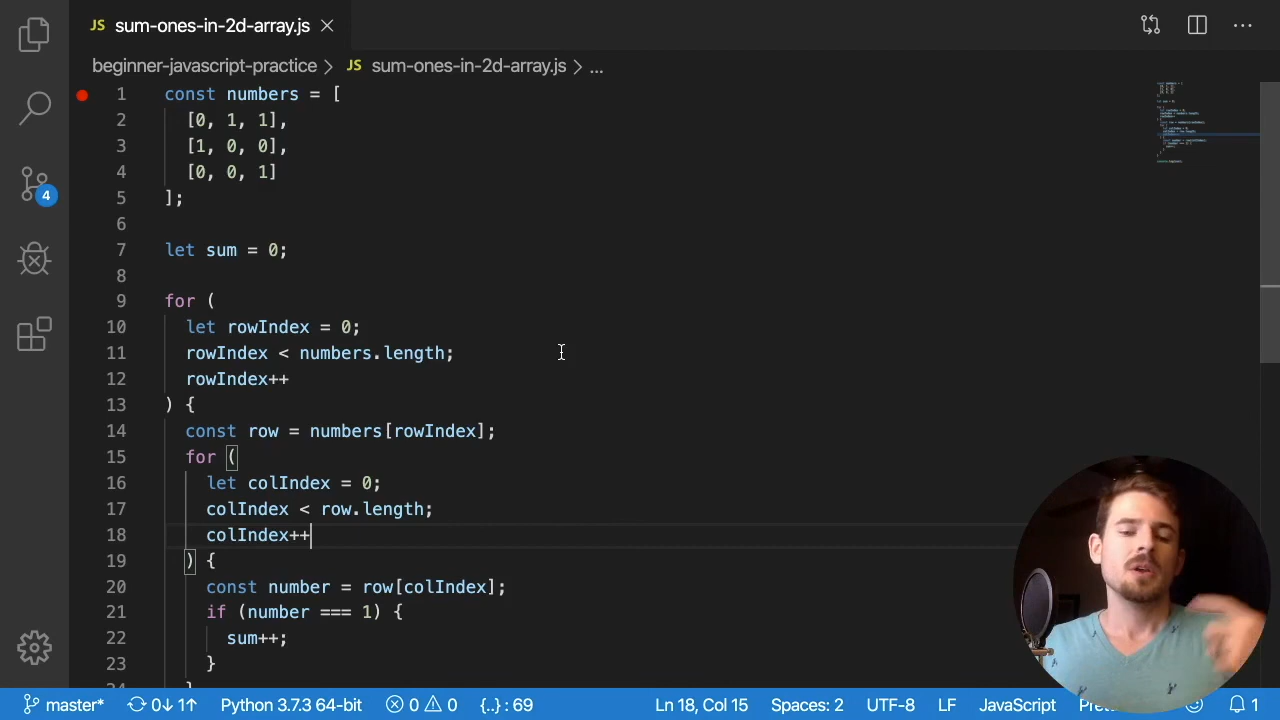 JS sum-ones-in-2d-array.js
beginner-javascript-practice > JS sum-ones-in-2d-array.js > ...
1 const numbers = [
2 [0, 1, 1],
3 [1, 0, 0],
4 [0, 0, 1]
5 ];
6
7 let sum = 0;
8
9 for (
10 let rowIndex = 0;
11 rowIndex < numbers.length;
12 rowIndex++
13 ) {
14 const row = numbers[rowIndex];
15 for (
16 let colIndex = 0;
17 colIndex < row.length;
18 colIndex++
19 ) {
20 const number = row[colIndex];
21 if (number === 1) {
22 sum++;
23 }
4
master* 0↓ 1↑ Python 3.7.3 64-bit 0 0 {..} : 69 Ln 18, Col 15 Spaces: 2 UTF-8 LF JavaScript 1